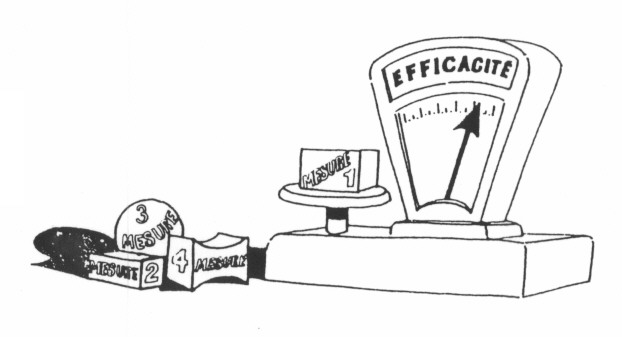 EFFICACITÉ
MESURE
1
3
MESURE
MESURE 2
4 MESURE